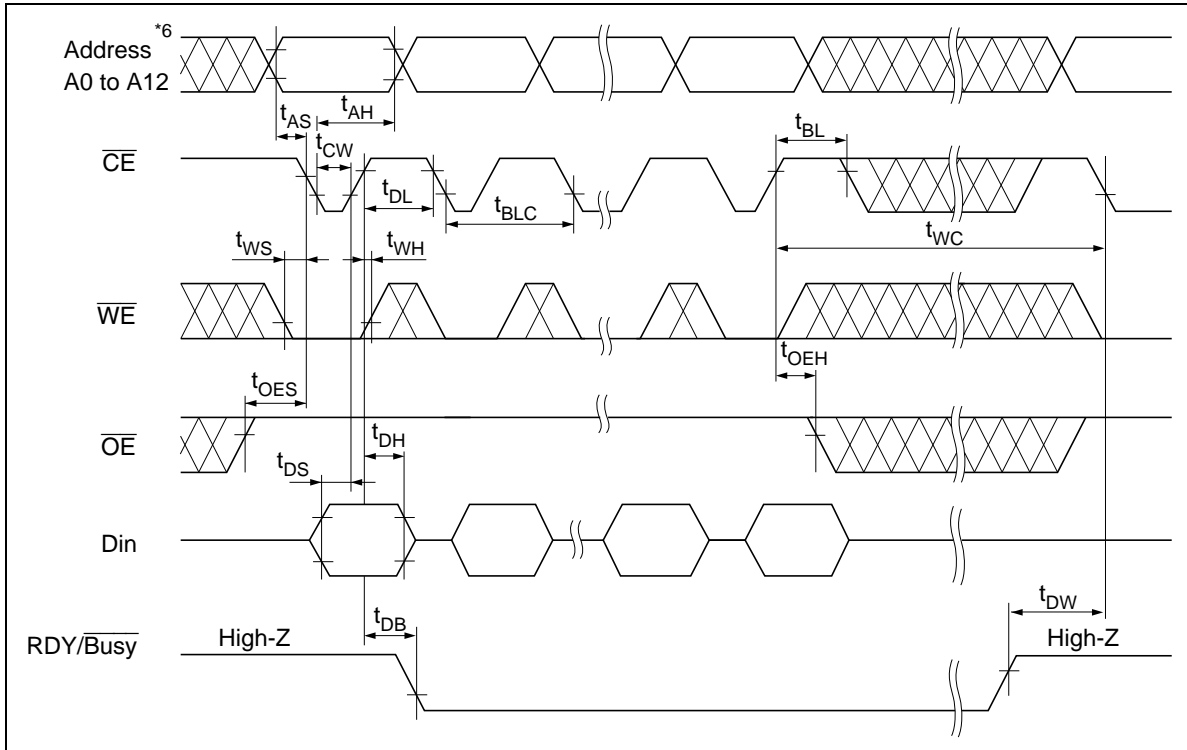 Address *6
A0 to A12
tAS
tAH
tCW
tBL
CE
tDL
tBLC
tWC
tWS
tWH
WE
tOEH
tOES
OE
tDH
tDS
Din
tDB
tDW
RDY/Busy
High-Z
High-Z